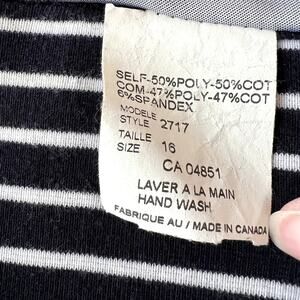 SELF-50%POLY-50%COT
COM-47%POLY-47%COT
6%SPANDEX
MODELE
STYLE 2717
TAILLE
SIZE 16
CA 04851
LAVER A LA MAIN
HAND WASH
FABRIQUE AU / MADE IN CANADA